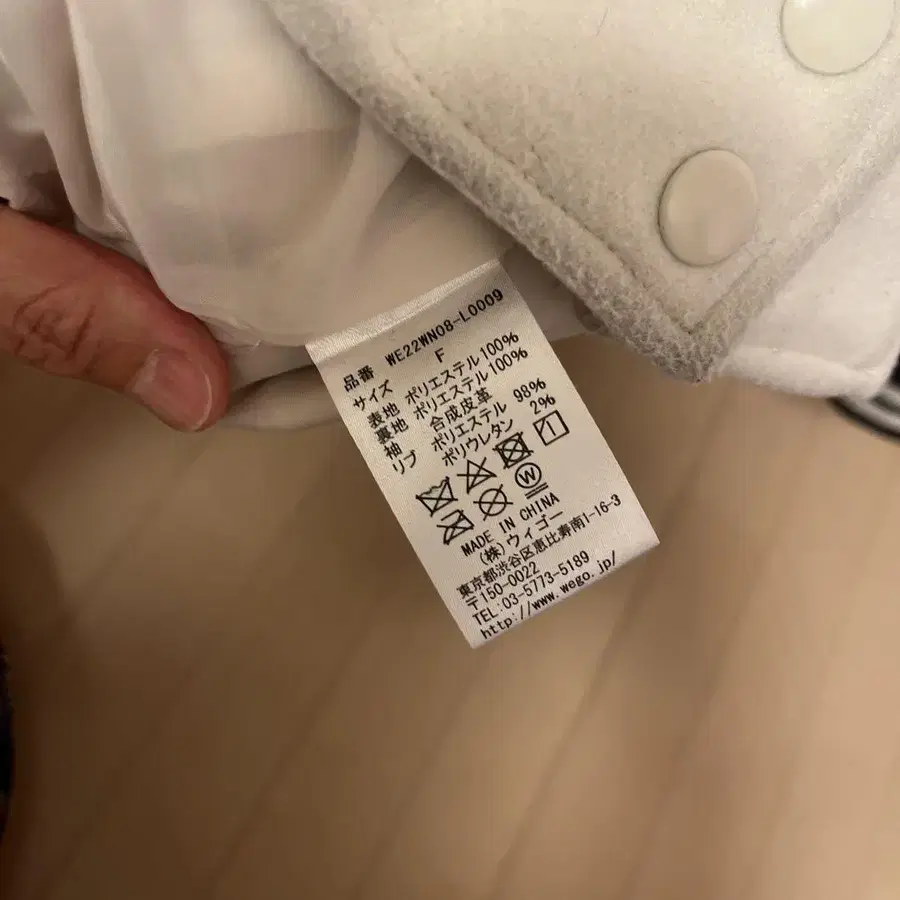 品番 WE22WN08-L0009
サイズ F
表地 ポリエステル100%
裏地 ポリエステル100%
袖 合成皮革
リブ ポリエステル 98%
ポリウレタン 2%
W
MADE IN CHINA
(株)ウィゴー
東京都渋谷区恵比寿南1-16-3
〒150-0022
TEL:03-5773-5189
http://www.wego.jp/